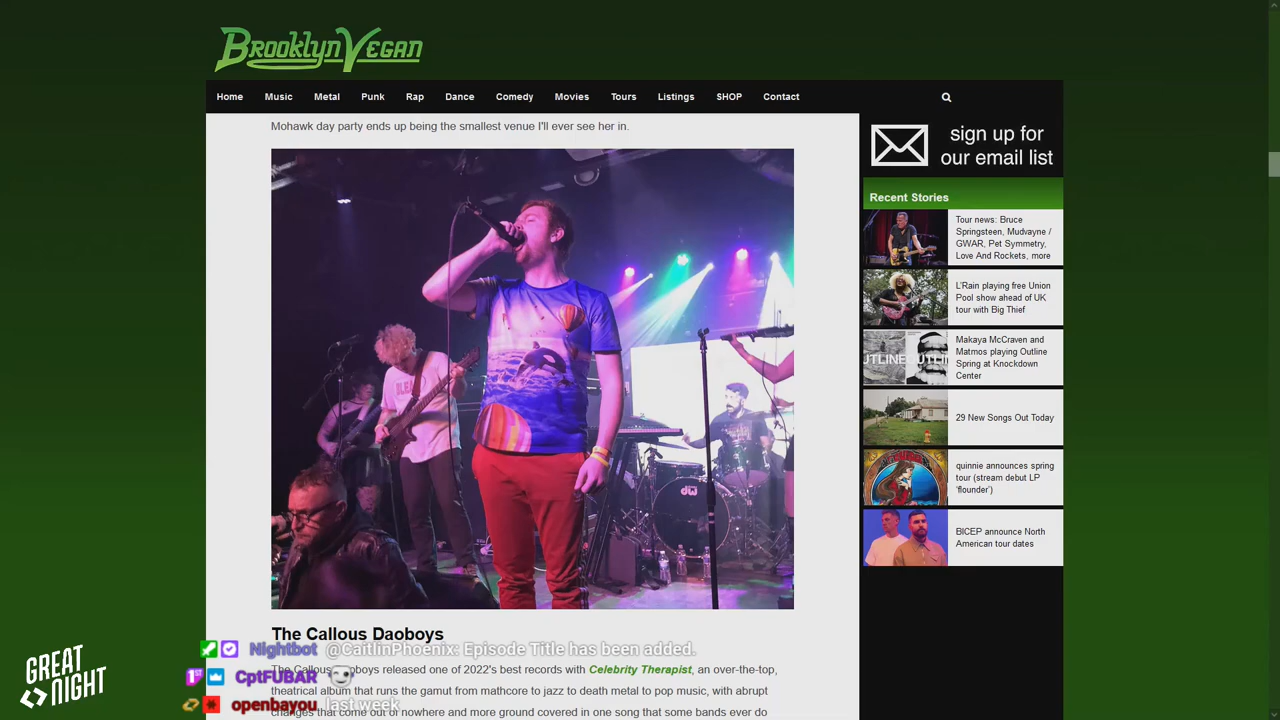 BrooklynVegan
Home Music Metal Punk Rap Dance Comedy Movies Tours Listings SHOP Contact
Mohawk day party ends up being the smallest venue I'll ever see her in.
sign up for
our email list
Recent Stories
Tour news: Bruce
Springsteen, Mudvayne /
GWAR, Pet Symmetry,
Love And Rockets, more
L'Rain playing free Union
Pool show ahead of UK
tour with Big Thief
Makaya McCraven and
Matmos playing Outline
Spring at Knockdown
Center
29 New Songs Out Today
quinnie announces spring
tour (stream debut LP
'flounder')
BICEP announce North
American tour dates
dw
The Callous Daoboys
Nightbot @CaitlinPhoenix: Episode Title has been added.
The Callous Daoboys released one of 2022's best records with Celebrity Therapist, an over-the-top,
CptFUBAR
theatrical album that runs the gamut from mathcore to jazz to death metal to pop music, with abrupt
openbayou last week
changes that come out of nowhere and more ground covered in one song that some bands ever do
GREAT
NIGHT